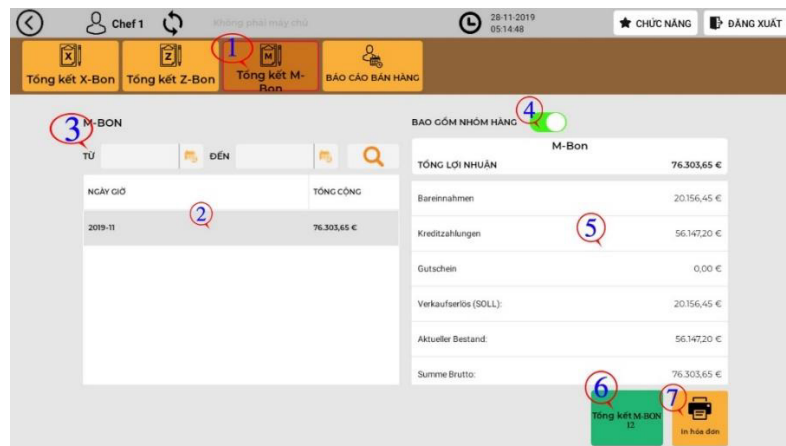 Chef 1
Không phải máy chủ
28-11-2019
05:14:48
CHỨC NĂNG
ĐĂNG XUẤT
X
Z
M
Tổng kết X-Bon
Tổng kết Z-Bon
Tổng kết M-
Bon
BÁO CÁO BÁN HÀNG
1
M-BON
3
TỪ
ĐẾN
NGÀY GIỜ
TỔNG CỘNG
2
2019-11
76.303,65 €
BAO GỒM NHÓM HÀNG
4
M-Bon
TỔNG LỢI NHUẬN
76.303,65 €
Bareinnahmen
20.156,45 €
5
Kreditzahlungen
56.147,20 €
Gutschein
0,00 €
Verkaufserlös (SOLL):
20.156,45 €
Aktueller Bestand:
56.147,20 €
Summe Brutto:
76.303,65 €
6
Tổng kết M-BON
12
7
In hóa đơn